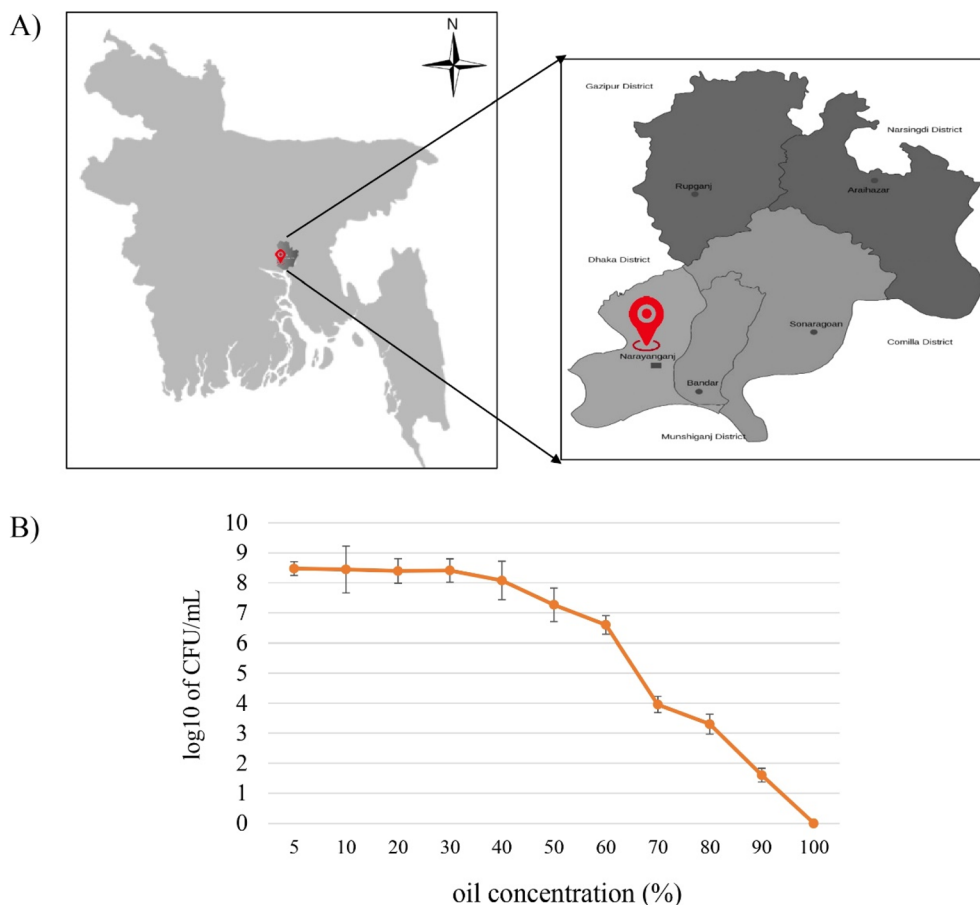 A)
N
Gazipur District
Narsingdi District
Rupganj
Araihazar
Dhaka District
Sonaragoan
Comilla District
Narayanganj
Bandar
Munshiganj District
B)
10
9
8
7
6
5
4
3
2
1
0
log10 of CFU/mL
5 10 20 30 40 50 60 70 80 90 100
oil concentration (%)